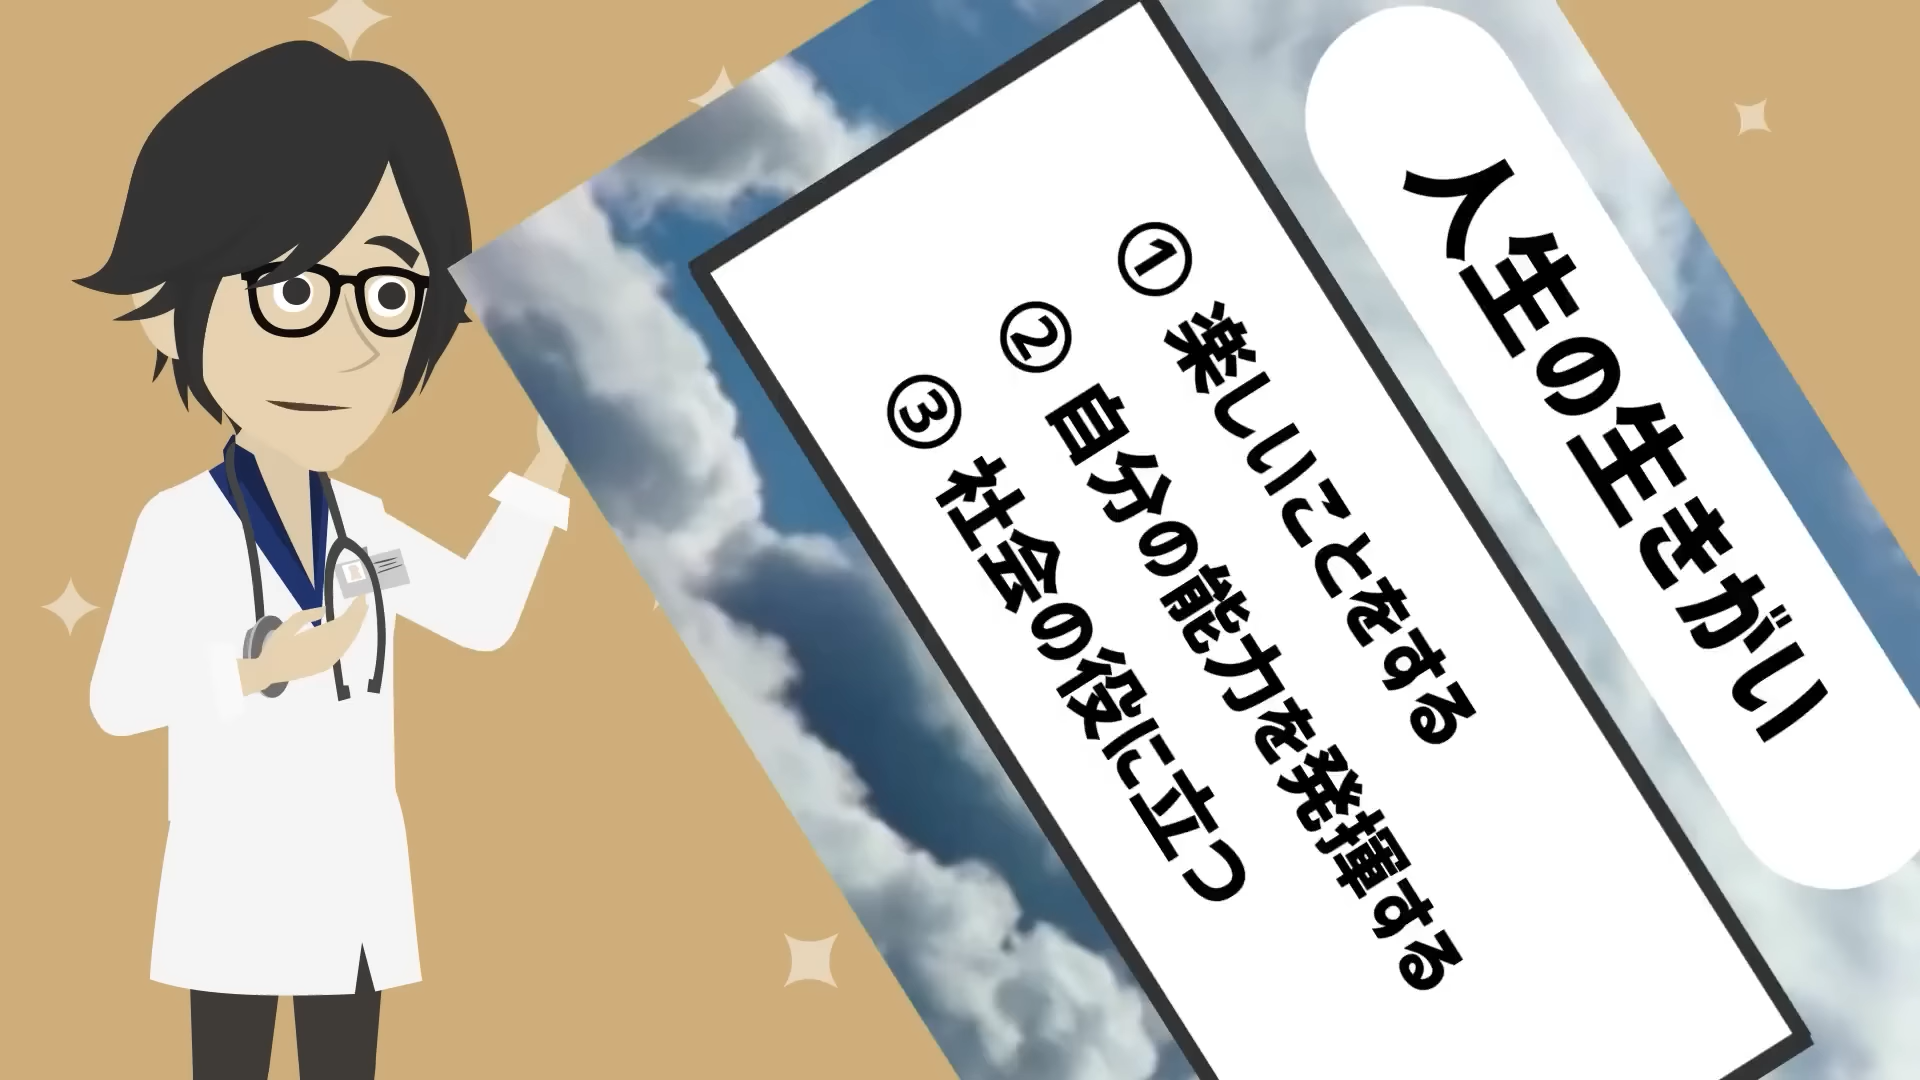 人生の生きがい
① 楽しいことをする
② 自分の能力を発揮する
③ 社会の役に立つ